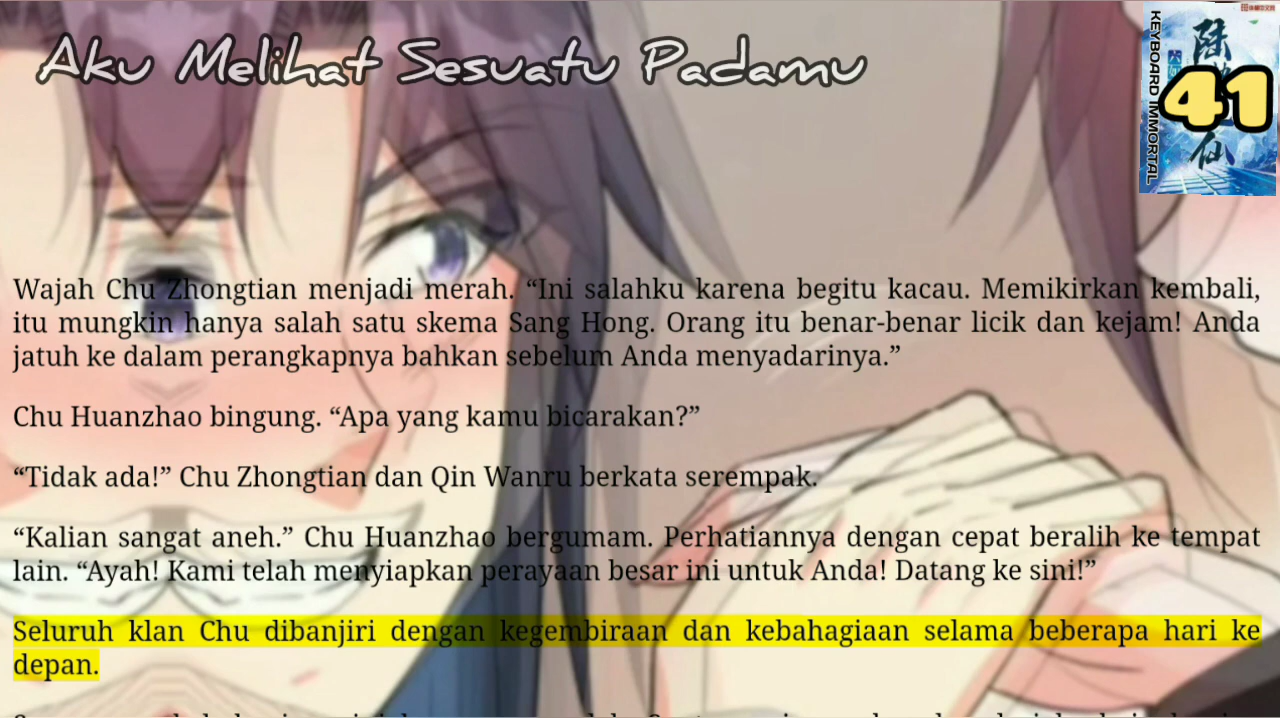 Aku Melihat Sesuatu Padamu
KEYBOARD IMMORTAL
41
Wajah Chu Zhongtian menjadi merah. “Ini salahku karena begitu kacau. Memikirkan kembali,
itu mungkin hanya salah satu skema Sang Hong. Orang itu benar-benar licik dan kejam! Anda
jatuh ke dalam perangkapnya bahkan sebelum Anda menyadarinya.”
Chu Huanzhao bingung. “Apa yang kamu bicarakan?”
“Tidak ada!” Chu Zhongtian dan Qin Wanru berkata serempak.
“Kalian sangat aneh.” Chu Huanzhao bergumam. Perhatiannya dengan cepat beralih ke tempat
lain. “Ayah! Kami telah menyiapkan perayaan besar ini untuk Anda! Datang ke sini!”
Seluruh klan Chu dibanjiri dengan kegembiraan dan kebahagiaan selama beberapa hari ke
depan.